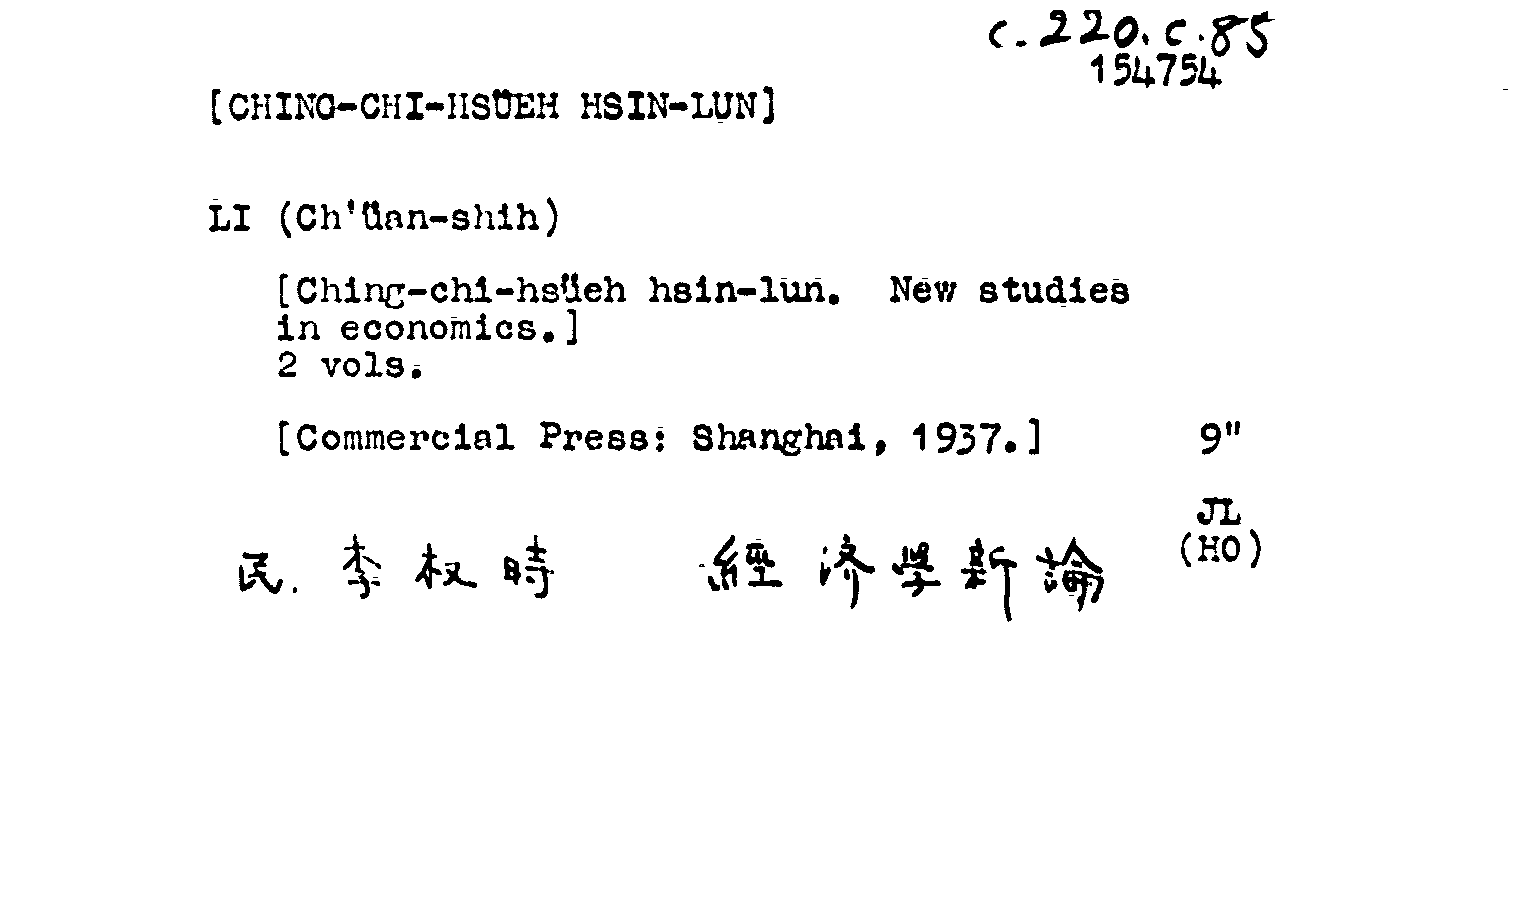 c.220.c.85
154754
[CHING-CHI-HSÜEH HSIN-LUN]
LI (Ch'üan-shih)
[Ching-chi-hsüeh hsin-lun. New studies
in economics.]
2 vols.
[Commercial Press: Shanghai, 1937.] 9"
JL
(HO)
民. 李权時 經济學新論